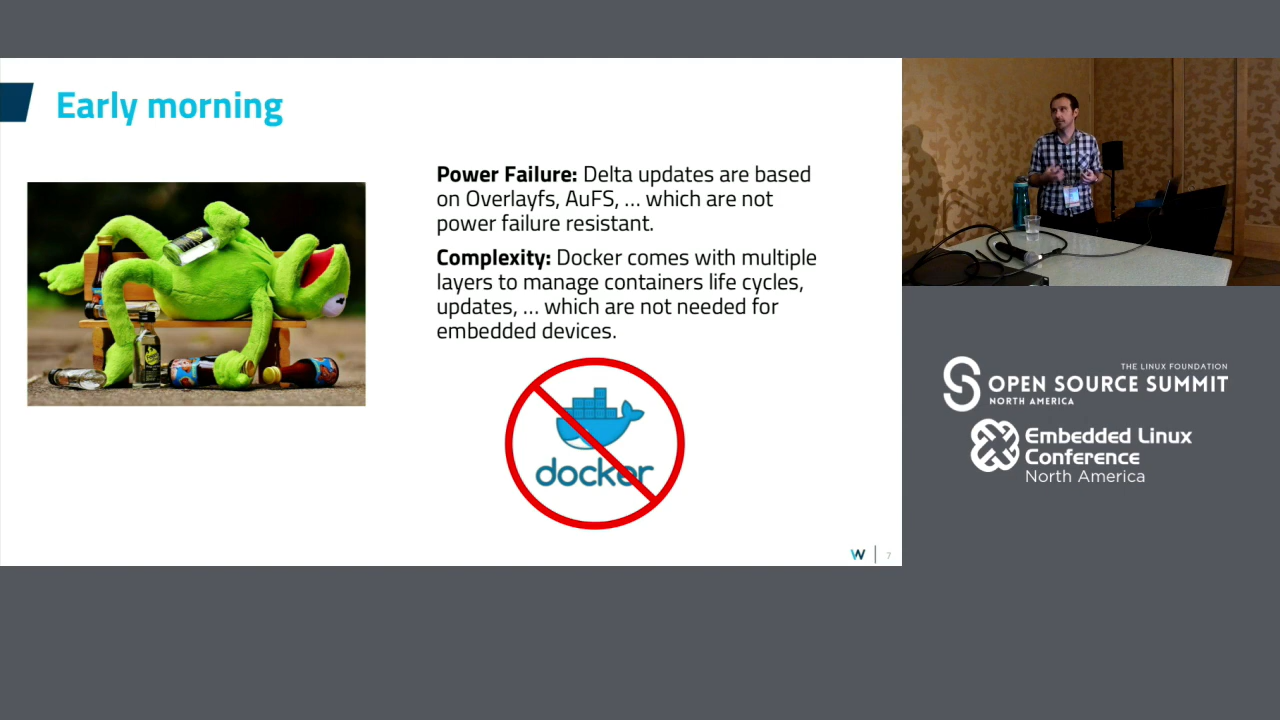 Early morning
Power Failure: Delta updates are based
on Overlayfs, AuFS, ... which are not
power failure resistant.
Complexity: Docker comes with multiple
layers to manage containers life cycles,
updates, ... which are not needed for
embedded devices.
docker
W
7
THE LINUX FOUNDATION
OPEN SOURCE SUMMIT
NORTH AMERICA
Embedded Linux
Conference
North America